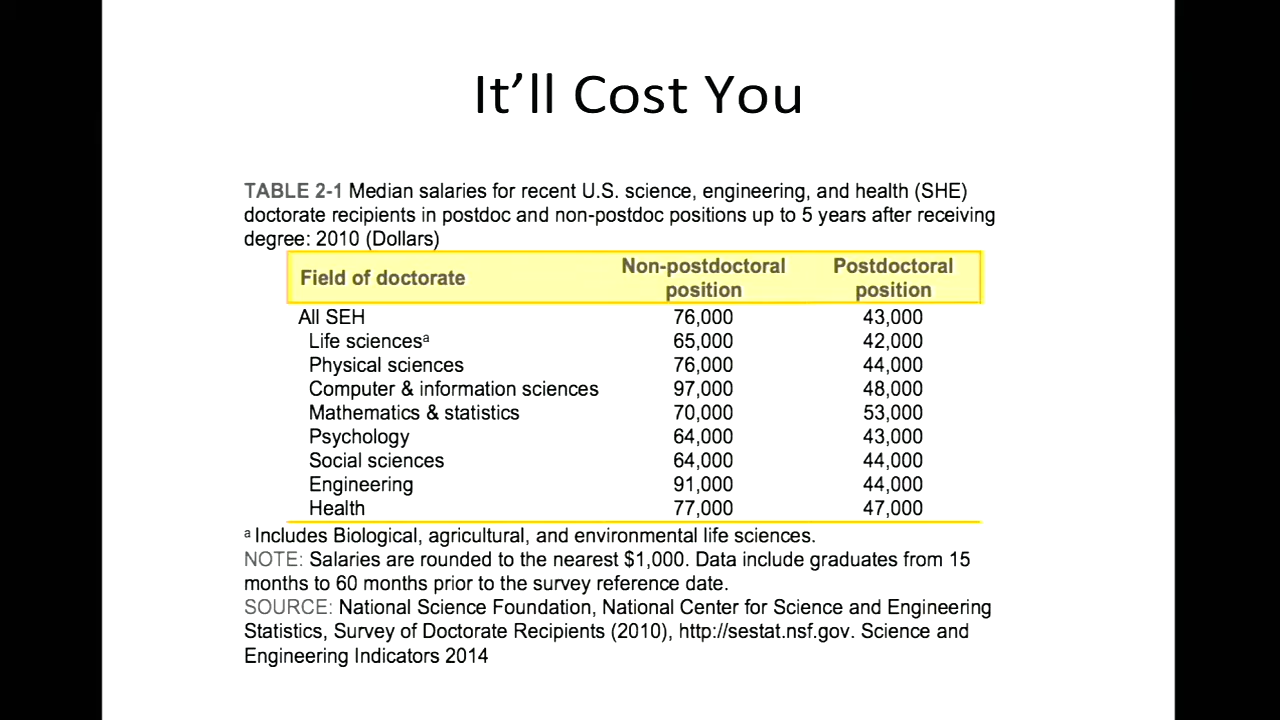 It’ll Cost You
TABLE 2-1 Median salaries for recent U.S. science, engineering, and health (SHE)
doctorate recipients in postdoc and non-postdoc positions up to 5 years after receiving
degree: 2010 (Dollars)
Field of doctorate Non-postdoctoral position Postdoctoral position
All SEH 76,000 43,000
Life sciencesᵃ 65,000 42,000
Physical sciences 76,000 44,000
Computer & information sciences 97,000 48,000
Mathematics & statistics 70,000 53,000
Psychology 64,000 43,000
Social sciences 64,000 44,000
Engineering 91,000 44,000
Health 77,000 47,000
ᵃ Includes Biological, agricultural, and environmental life sciences.
NOTE: Salaries are rounded to the nearest $1,000. Data include graduates from 15
months to 60 months prior to the survey reference date.
SOURCE: National Science Foundation, National Center for Science and Engineering
Statistics, Survey of Doctorate Recipients (2010), http://sestat.nsf.gov. Science and
Engineering Indicators 2014